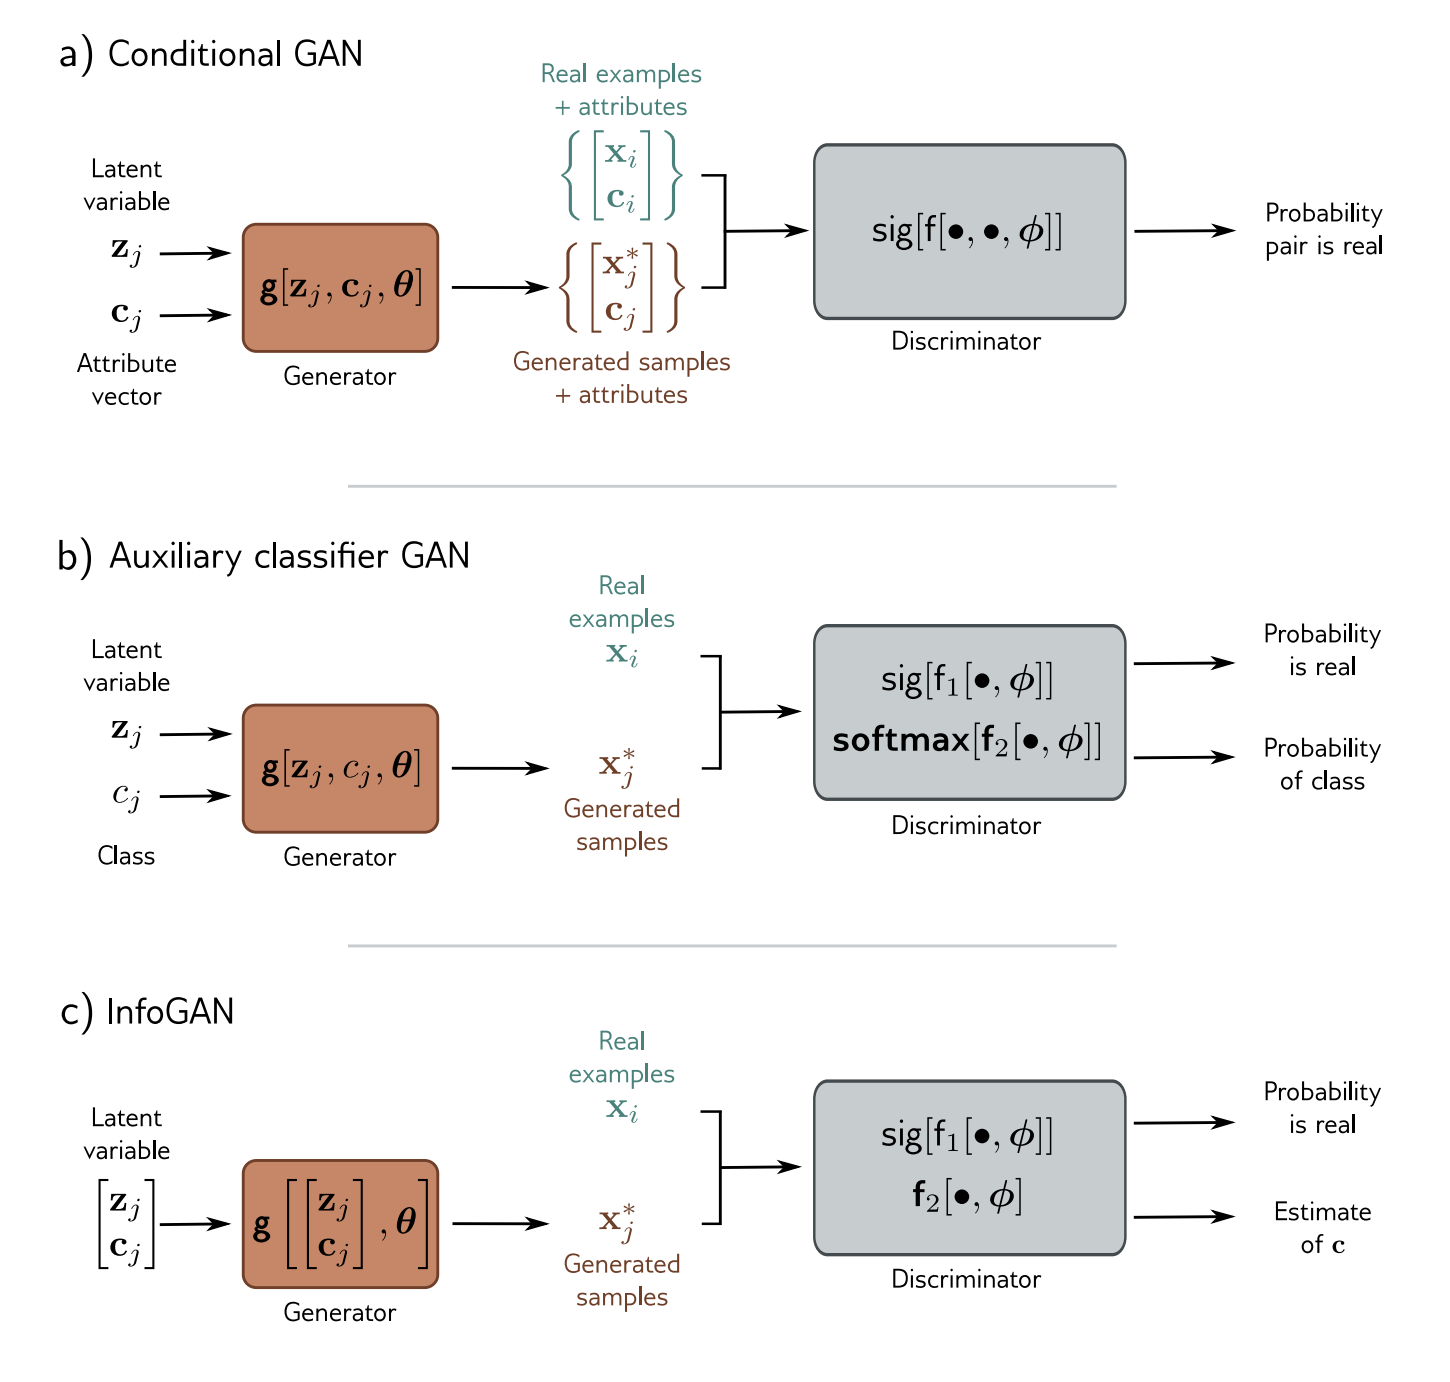 a) Conditional GAN
Real examples
+ attributes
Latent
variable
z_j
c_j
Attribute
vector
g[z_j, c_j, θ]
Generator
{[x_i
c_i]}
{[x_j^*
c_j]}
Generated samples
+ attributes
sig[f[•, •, ϕ]]
Discriminator
Probability
pair is real
b) Auxiliary classifier GAN
Real
examples
x_i
Latent
variable
z_j
c_j
Class
g[z_j, c_j, θ]
Generator
x_j^*
Generated
samples
sig[f_1[•, ϕ]]
softmax[f_2[•, ϕ]]
Discriminator
Probability
is real
Probability
of class
c) InfoGAN
Real
examples
x_i
Latent
variable
[z_j
c_j]
g[[z_j
c_j], θ]
Generator
x_j^*
Generated
samples
sig[f_1[•, ϕ]]
f_2[•, ϕ]
Discriminator
Probability
is real
Estimate
of c